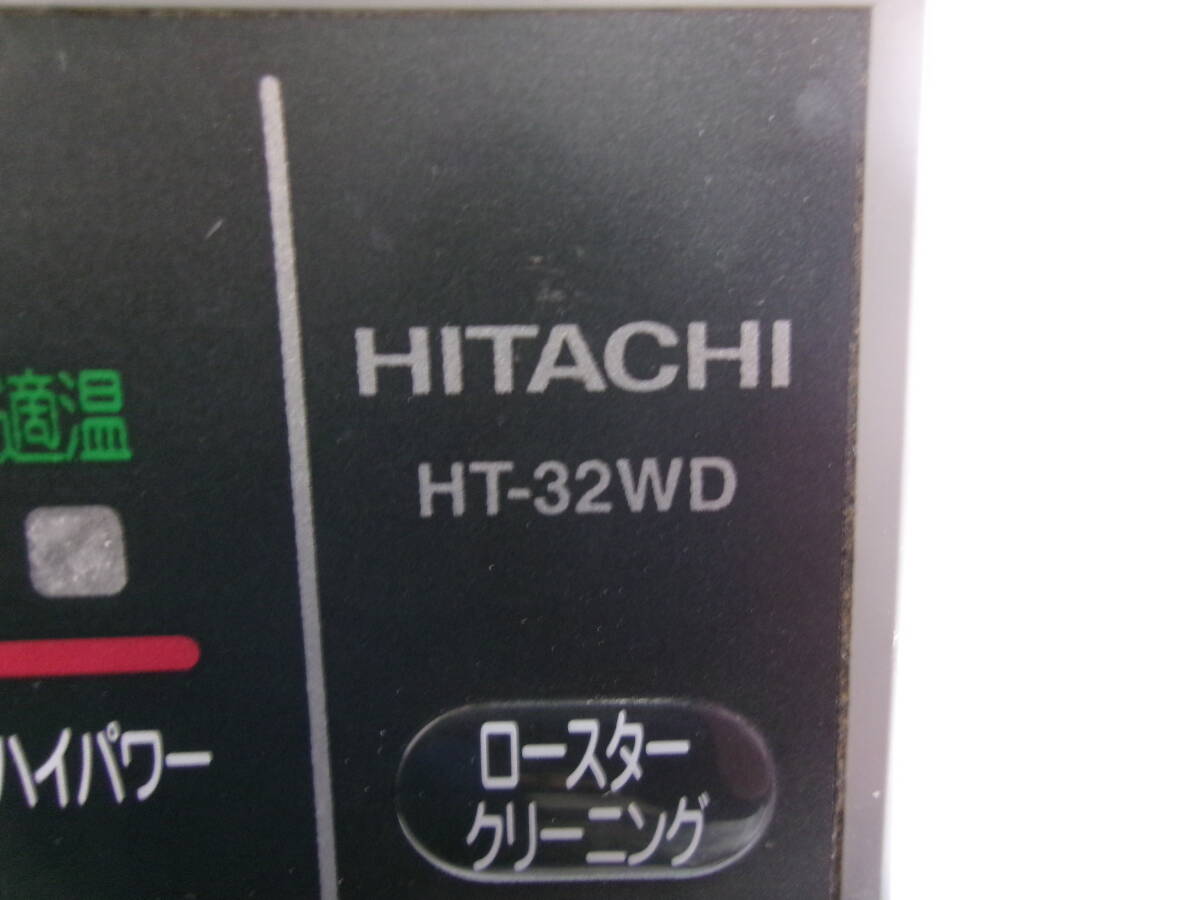 適温
ハイパワー
HITACHI
HT-32WD
ロースター
クリーニング